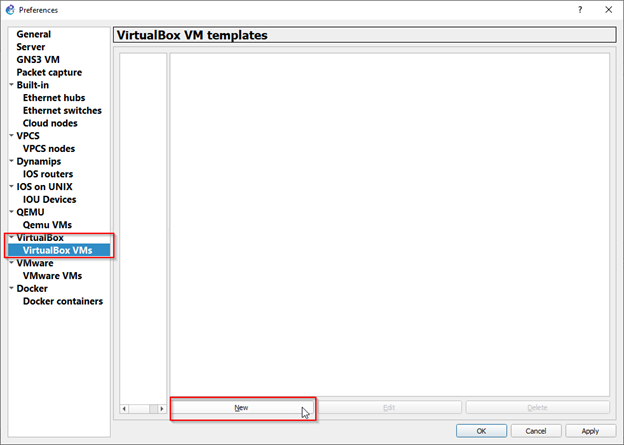 Preferences
?
General
Server
GNS3 VM
Packet capture
Built-in
Ethernet hubs
Ethernet switches
Cloud nodes
VPCS
VPCS nodes
Dynamips
IOS routers
IOS on UNIX
IOU Devices
QEMU
Qemu VMs
VirtualBox
VirtualBox VMs
VMware
VMware VMs
Docker
Docker containers
VirtualBox VM templates
New
Edit
Delete
OK
Cancel
Apply